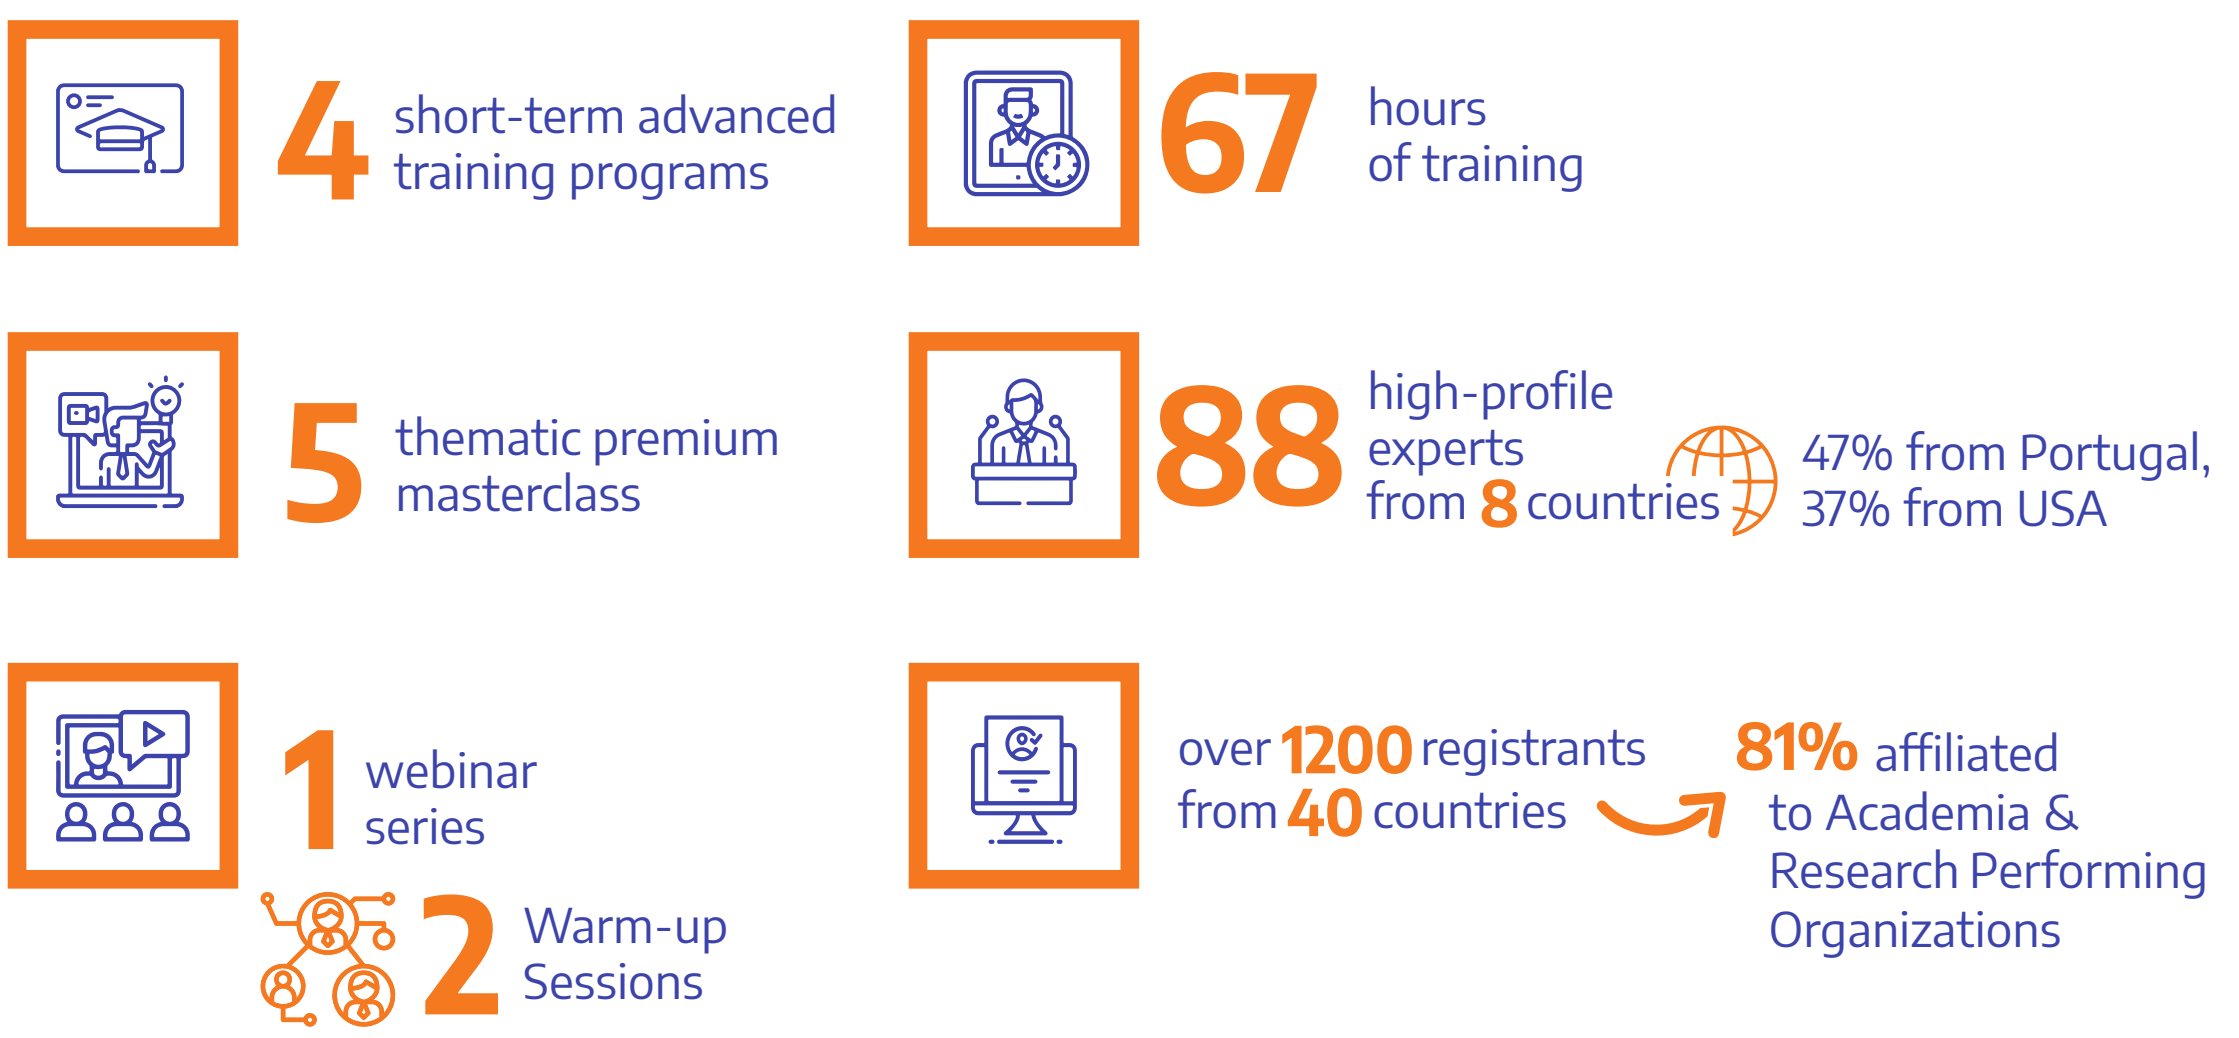 4 short-term advanced
training programs
67 hours
of training
5 thematic premium
masterclass
88 high-profile
experts
from 8 countries
47% from Portugal,
37% from USA
1 webinar
series
2 Warm-up
Sessions
over 1200 registrants
from 40 countries
81% affiliated
to Academia &
Research Performing
Organizations